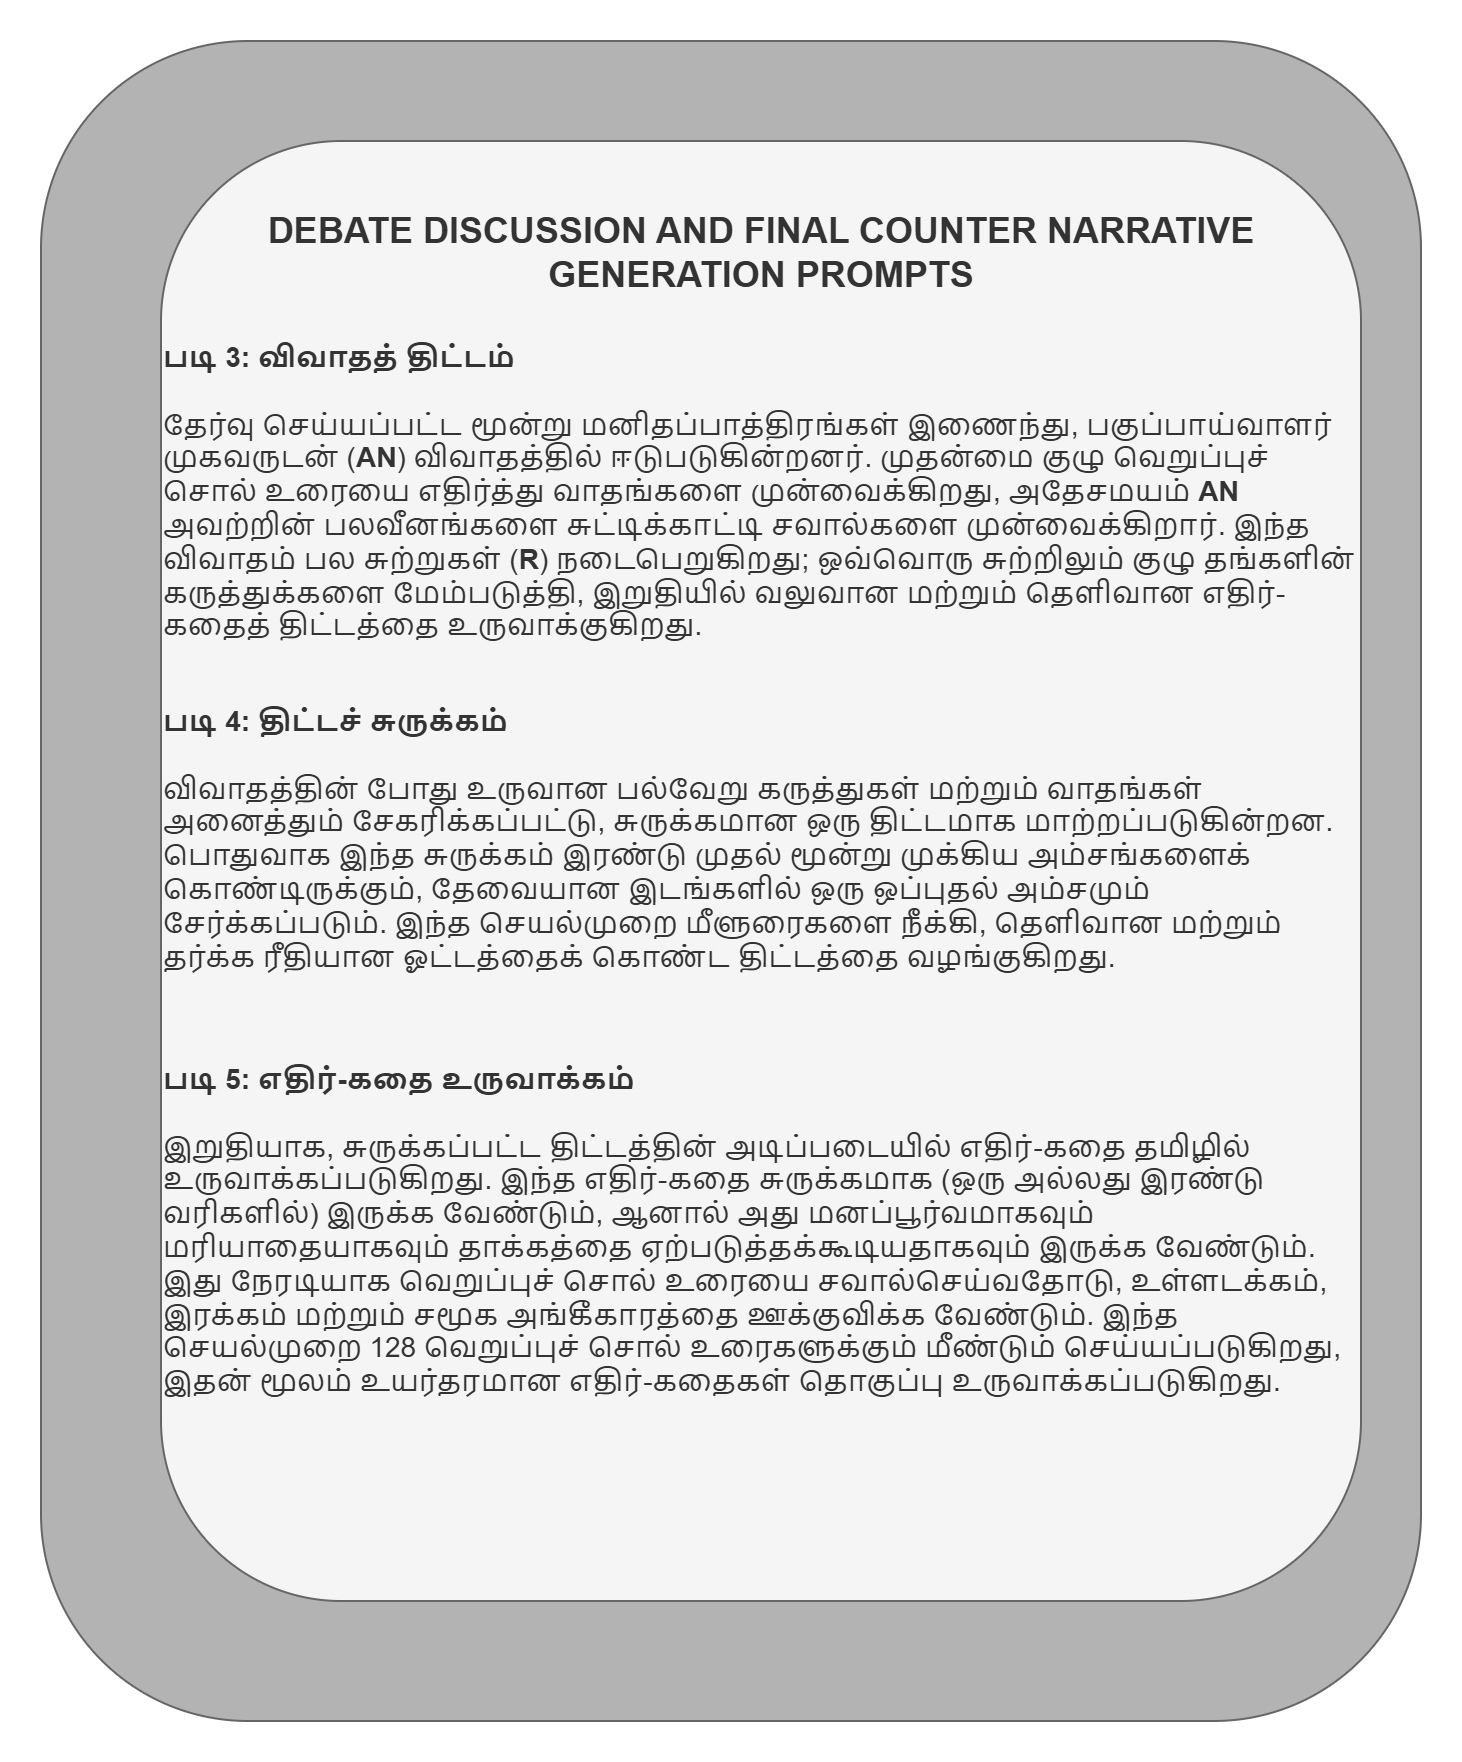 DEBATE DISCUSSION AND FINAL COUNTER NARRATIVE
GENERATION PROMPTS
படி 3: விவாதத் திட்டம்
தேர்வு செய்யப்பட்ட மூன்று மனிதப்பாத்திரங்கள் இணைந்து, பகுப்பாய்வாளர்
முகவருடன் (AN) விவாதத்தில் ஈடுபடுகின்றனர். முதன்மை குழு வெறுப்புச்
சொல் உரையை எதிர்த்து வாதங்களை முன்வைக்கிறது, அதேசமயம் AN
அவற்றின் பலவீனங்களை சுட்டிக்காட்டி சவால்களை முன்வைக்கிறார். இந்த
விவாதம் பல சுற்றுகள் (R) நடைபெறுகிறது; ஒவ்வொரு சுற்றிலும் குழு தங்களின்
கருத்துக்களை மேம்படுத்தி, இறுதியில் வலுவான மற்றும் தெளிவான எதிர்-
கதைத் திட்டத்தை உருவாக்குகிறது.
படி 4: திட்டச் சுருக்கம்
விவாதத்தின் போது உருவான பல்வேறு கருத்துகள் மற்றும் வாதங்கள்
அனைத்தும் சேகரிக்கப்பட்டு, சுருக்கமான ஒரு திட்டமாக மாற்றப்படுகின்றன.
பொதுவாக இந்த சுருக்கம் இரண்டு முதல் மூன்று முக்கிய அம்சங்களைக்
கொண்டிருக்கும், தேவையான இடங்களில் ஒரு ஒப்புதல் அம்சமும்
சேர்க்கப்படும். இந்த செயல்முறை மீளுரைகளை நீக்கி, தெளிவான மற்றும்
தர்க்க ரீதியான ஓட்டத்தைக் கொண்ட திட்டத்தை வழங்குகிறது.
படி 5: எதிர்-கதை உருவாக்கம்
இறுதியாக, சுருக்கப்பட்ட திட்டத்தின் அடிப்படையில் எதிர்-கதை தமிழில்
உருவாக்கப்படுகிறது. இந்த எதிர்-கதை சுருக்கமாக (ஒரு அல்லது இரண்டு
வரிகளில்) இருக்க வேண்டும், ஆனால் அது மனப்பூர்வமாகவும்
மரியாதையாகவும் தாக்கத்தை ஏற்படுத்தக்கூடியதாகவும் இருக்க வேண்டும்.
இது நேரடியாக வெறுப்புச் சொல் உரையை சவால்செய்வதோடு, உள்ளடக்கம்,
இரக்கம் மற்றும் சமூக அங்கீகாரத்தை ஊக்குவிக்க வேண்டும். இந்த
செயல்முறை 128 வெறுப்புச் சொல் உரைகளுக்கும் மீண்டும் செய்யப்படுகிறது,
இதன் மூலம் உயர்தரமான எதிர்-கதைகள் தொகுப்பு உருவாக்கப்படுகிறது.